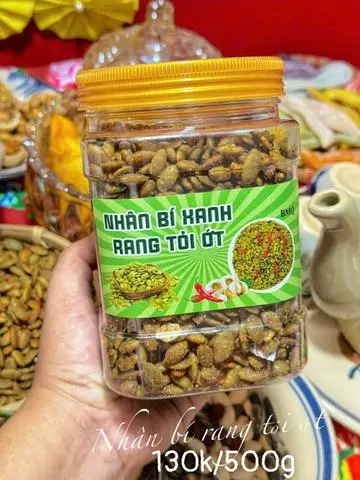 NHÂN BÍ XANH
RANG TỎI ỚT
Nhân bí rang tỏi ớt
130k/500g